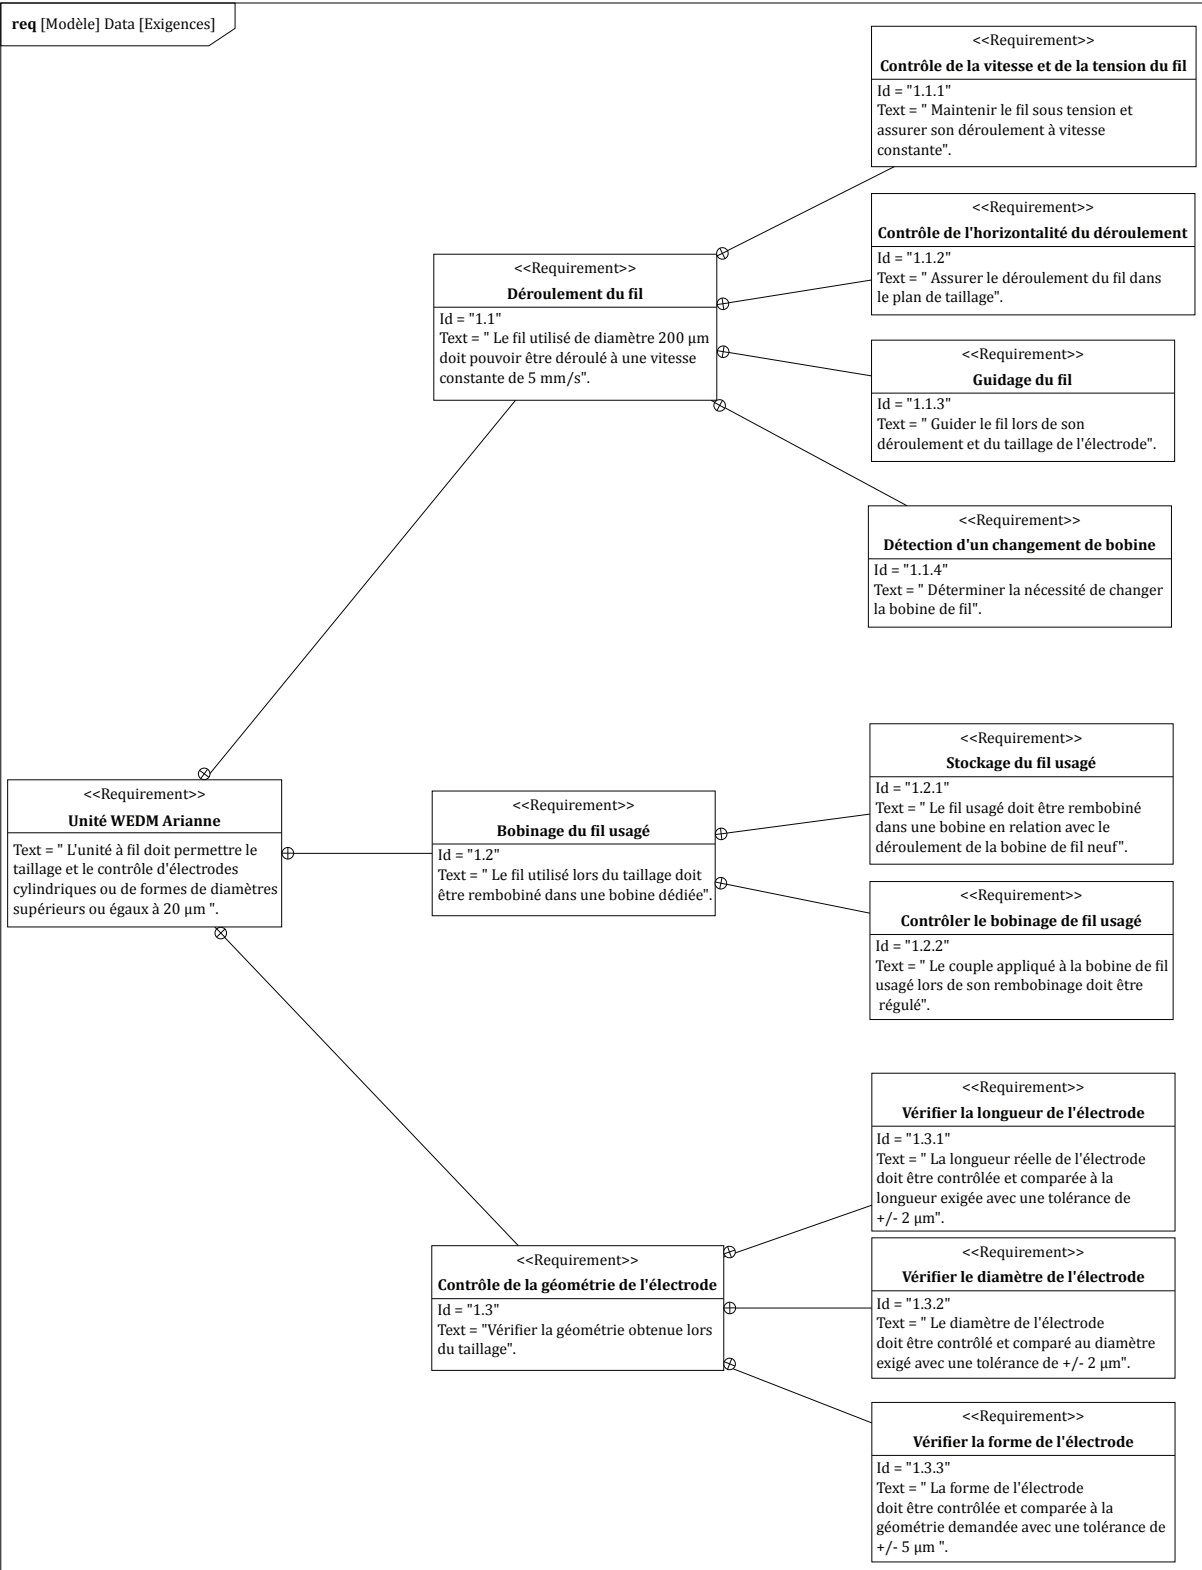 req [Modèle] Data [Exigences]
<<Requirement>>
Contrôle de la vitesse et de la tension du fil
Id = "1.1.1"
Text = " Maintenir le fil sous tension et
assurer son déroulement à vitesse
constante".
<<Requirement>>
Contrôle de l'horizontalité du déroulement
Id = "1.1.2"
Text = " Assurer le déroulement du fil dans
le plan de taillage".
<<Requirement>>
Déroulement du fil
Id = "1.1"
Text = " Le fil utilisé de diamètre 200 µm
doit pouvoir être déroulé à une vitesse
constante de 5 mm/s".
<<Requirement>>
Guidage du fil
Id = "1.1.3"
Text = " Guider le fil lors de son
déroulement et du taillage de l'électrode".
<<Requirement>>
Détection d'un changement de bobine
Id = "1.1.4"
Text = " Déterminer la nécessité de changer
la bobine de fil".
<<Requirement>>
Unité WEDM Arianne
Text = " L'unité à fil doit permettre le
taillage et le contrôle d'électrodes
cylindriques ou de formes de diamètres
supérieurs ou égaux à 20 µm ".
<<Requirement>>
Bobinage du fil usagé
Id = "1.2"
Text = " Le fil utilisé lors du taillage doit
être rembobiné dans une bobine dédiée".
<<Requirement>>
Stockage du fil usagé
Id = "1.2.1"
Text = " Le fil usagé doit être rembobiné
dans une bobine en relation avec le
déroulement de la bobine de fil neuf".
<<Requirement>>
Contrôler le bobinage de fil usagé
Id = "1.2.2"
Text = " Le couple appliqué à la bobine de fil
usagé lors de son rembobinage doit être
régulé".
<<Requirement>>
Vérifier la longueur de l'électrode
Id = "1.3.1"
Text = " La longueur réelle de l'électrode
doit être contrôlée et comparée à la
longueur exigée avec une tolérance de
+/- 2 µm".
<<Requirement>>
Contrôle de la géométrie de l'électrode
Id = "1.3"
Text = "Vérifier la géométrie obtenue lors
du taillage".
<<Requirement>>
Vérifier le diamètre de l'électrode
Id = "1.3.2"
Text = " Le diamètre de l'électrode
doit être contrôlé et comparé au diamètre
exigé avec une tolérance de +/- 2 µm".
<<Requirement>>
Vérifier la forme de l'électrode
Id = "1.3.3"
Text = " La forme de l'électrode
doit être contrôlée et comparée à la
géométrie demandée avec une tolérance de
+/- 5 µm ".